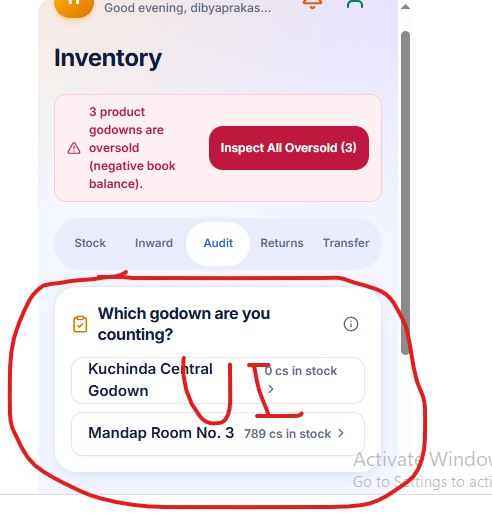 Good evening, dibyaprakas...
Inventory
3 product
godowns are
oversold
(negative book
balance).
Inspect All Oversold (3)
Stock Inward Audit Returns Transfer
Which godown are you
counting?
Kuchinda Central
Godown
0 cs in stock
Mandap Room No. 3 789 cs in stock
UI
Activate Window
Go to Settings to acti